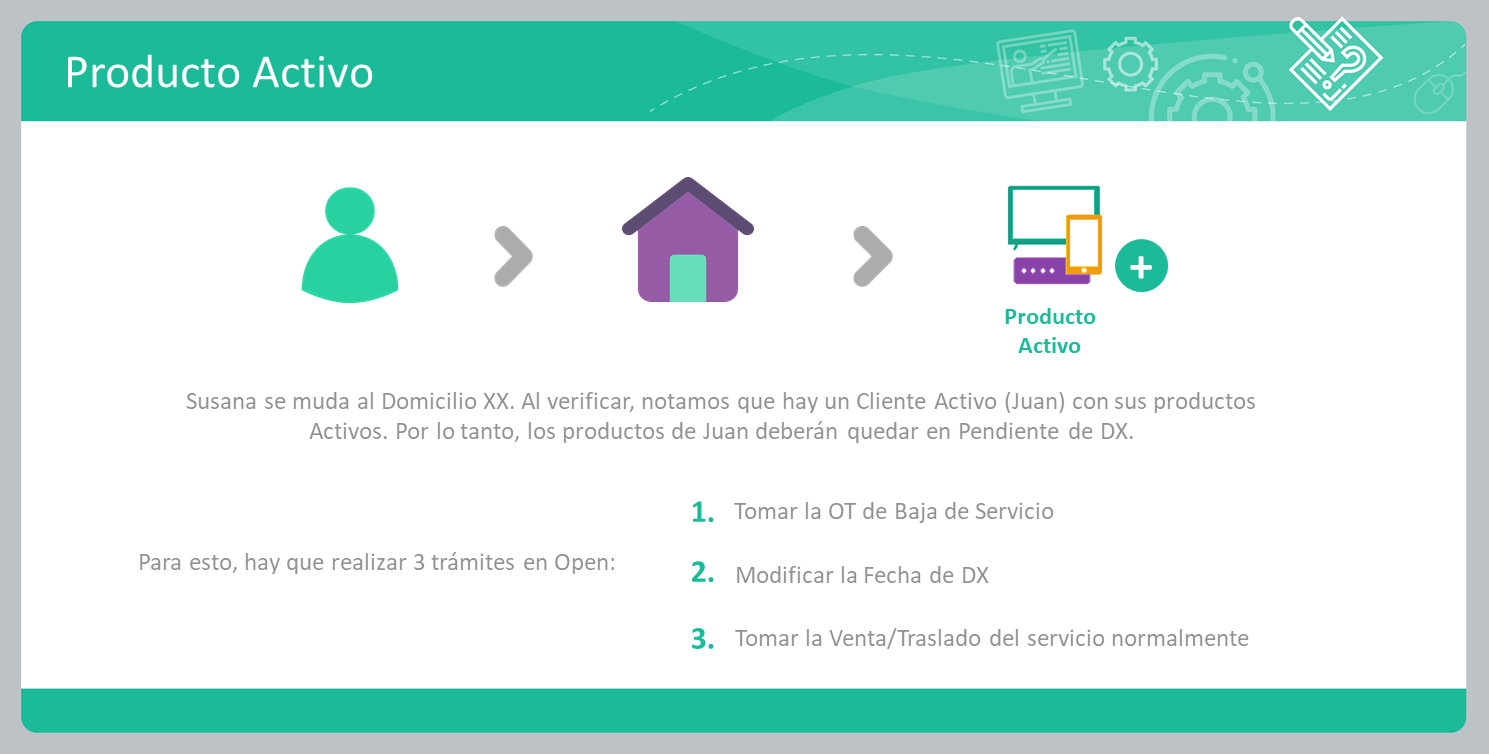 Producto Activo
Producto
Activo
Susana se muda al Domicilio XX. Al verificar, notamos que hay un Cliente Activo (Juan) con sus productos
Activos. Por lo tanto, los productos de Juan deberán quedar en Pendiente de DX.
Para esto, hay que realizar 3 trámites en Open:
1. Tomar la OT de Baja de Servicio
2. Modificar la Fecha de DX
3. Tomar la Venta/Traslado del servicio normalmente